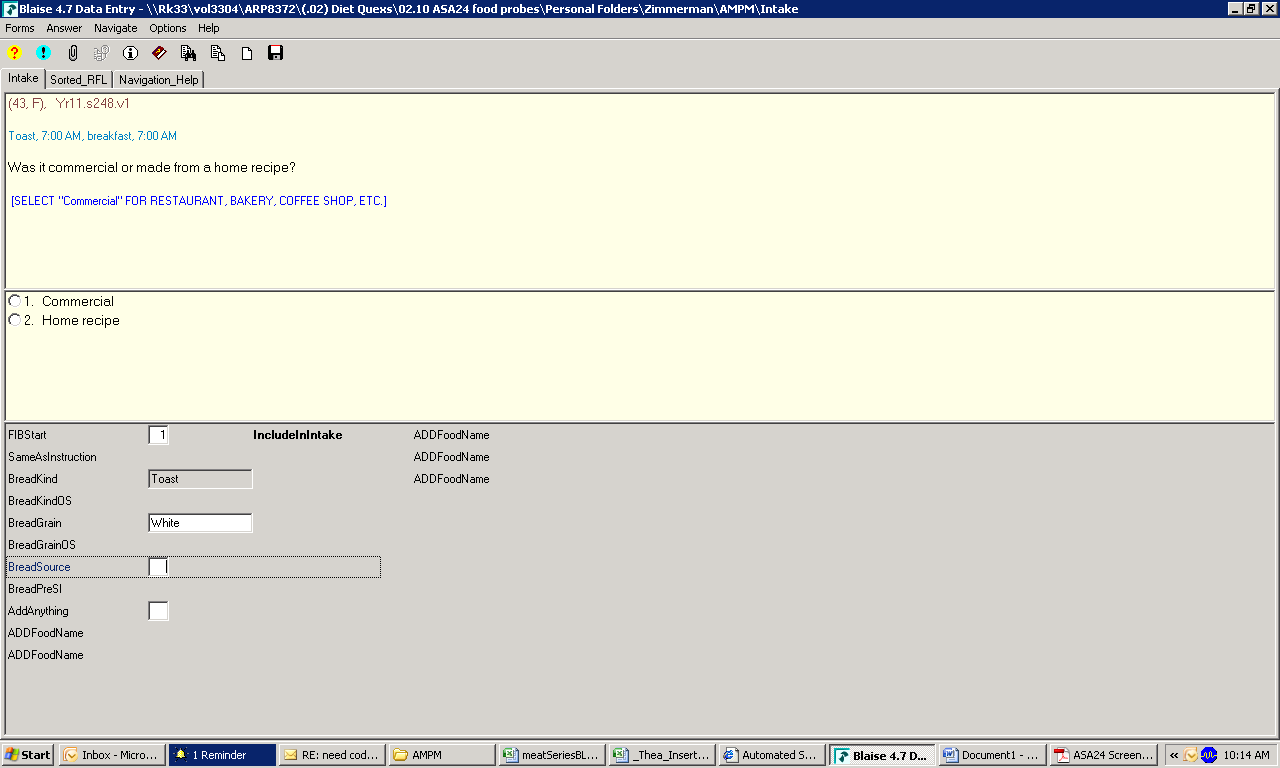 Blaise 4.7 Data Entry - \\Rk33\vol3304\ARP8372\(.02) Diet Quexs\02.10 ASA24 food probes\Personal Folders\Zimmerman\AMPM\Intake
Forms Answer Navigate Options Help
Intake Sorted_RFL Navigation_Help
(43, F), Yr11.s248.v1
Toast, 7:00 AM, breakfast, 7:00 AM
Was it commercial or made from a home recipe?
[SELECT "Commercial" FOR RESTAURANT, BAKERY, COFFEE SHOP, ETC.]
1. Commercial
2. Home recipe
FIBStart 1 IncludeInIntake ADDFoodName
SameAsInstruction ADDFoodName
BreadKind Toast ADDFoodName
BreadKindOS
BreadGrain White
BreadGrainOS
BreadSource
BreadPreSI
AddAnything
ADDFoodName
ADDFoodName
Start Inbox - Micro... 1 Reminder RE: need cod... AMPM meatSeriesBL... _Thea_Insert... Automated S... Blaise 4.7 D... Document1 - ... ASA24 Screen... « 10:14 AM